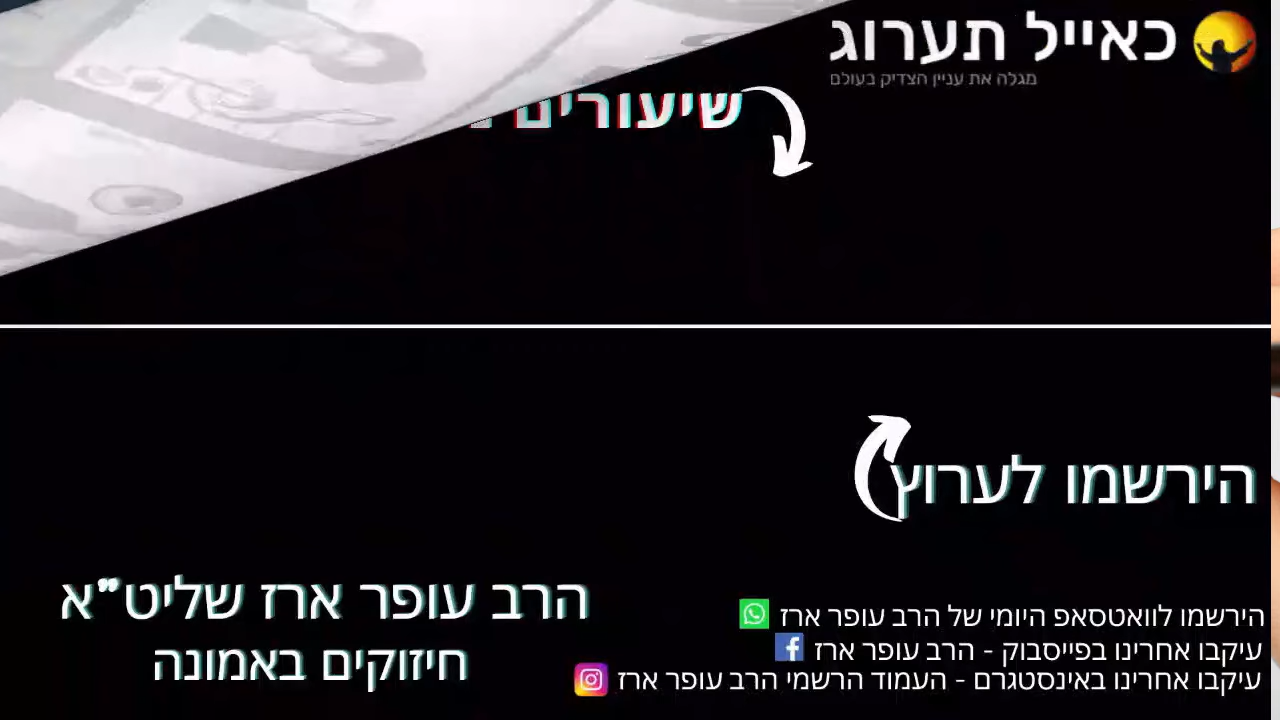 כאייל תערוג
מגלה את עניין הצדיק בעולם
שיעורים
הירשמו לערוץ
הרב עופר ארז שליט"א
חיזוקים באמונה
הירשמו לוואטסאפ היומי של הרב עופר ארז
עיקבו אחרינו בפייסבוק - הרב עופר ארז
עיקבו אחרינו באינסטגרם - העמוד הרשמי הרב עופר ארז